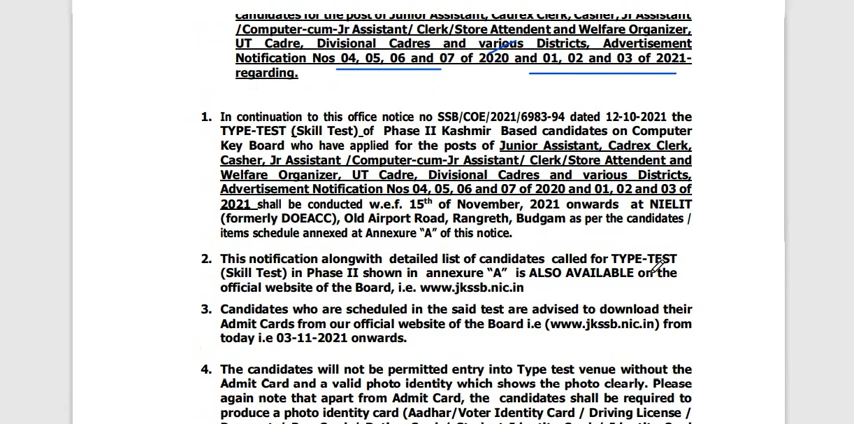 candidates for the post of Junior Assistant, Cadrex Clerk, Casher, Jr Assistant
/Computer-cum-Jr Assistant/ Clerk/Store Attendent and Welfare Organizer,
UT Cadre, Divisional Cadres and various Districts, Advertisement
Notification Nos 04, 05, 06 and 07 of 2020 and 01, 02 and 03 of 2021-
regarding.
1. In continuation to this office notice no SSB/COE/2021/6983-94 dated 12-10-2021 the
TYPE-TEST (Skill Test) of Phase II Kashmir Based candidates on Computer
Key Board who have applied for the posts of Junior Assistant, Cadrex Clerk,
Casher, Jr Assistant /Computer-cum-Jr Assistant/ Clerk/Store Attendent and
Welfare Organizer, UT Cadre, Divisional Cadres and various Districts,
Advertisement Notification Nos 04, 05, 06 and 07 of 2020 and 01, 02 and 03 of
2021 shall be conducted w.e.f. 15th of November, 2021 onwards at NIELIT
(formerly DOEACC), Old Airport Road, Rangreth, Budgam as per the candidates /
items schedule annexed at Annexure "A" of this notice.
2. This notification alongwith detailed list of candidates called for TYPE-TEST
(Skill Test) in Phase II shown in annexure "A" is ALSO AVAILABLE on the
official website of the Board, i.e. www.jkssb.nic.in
3. Candidates who are scheduled in the said test are advised to download their
Admit Cards from our official website of the Board i.e (www.jkssb.nic.in) from
today i.e 03-11-2021 onwards.
4. The candidates will not be permitted entry into Type test venue without the
Admit Card and a valid photo identity which shows the photo clearly. Please
again note that apart from Admit Card, the candidates shall be required to
produce a photo identity card (Aadhar/Voter Identity Card / Driving License /